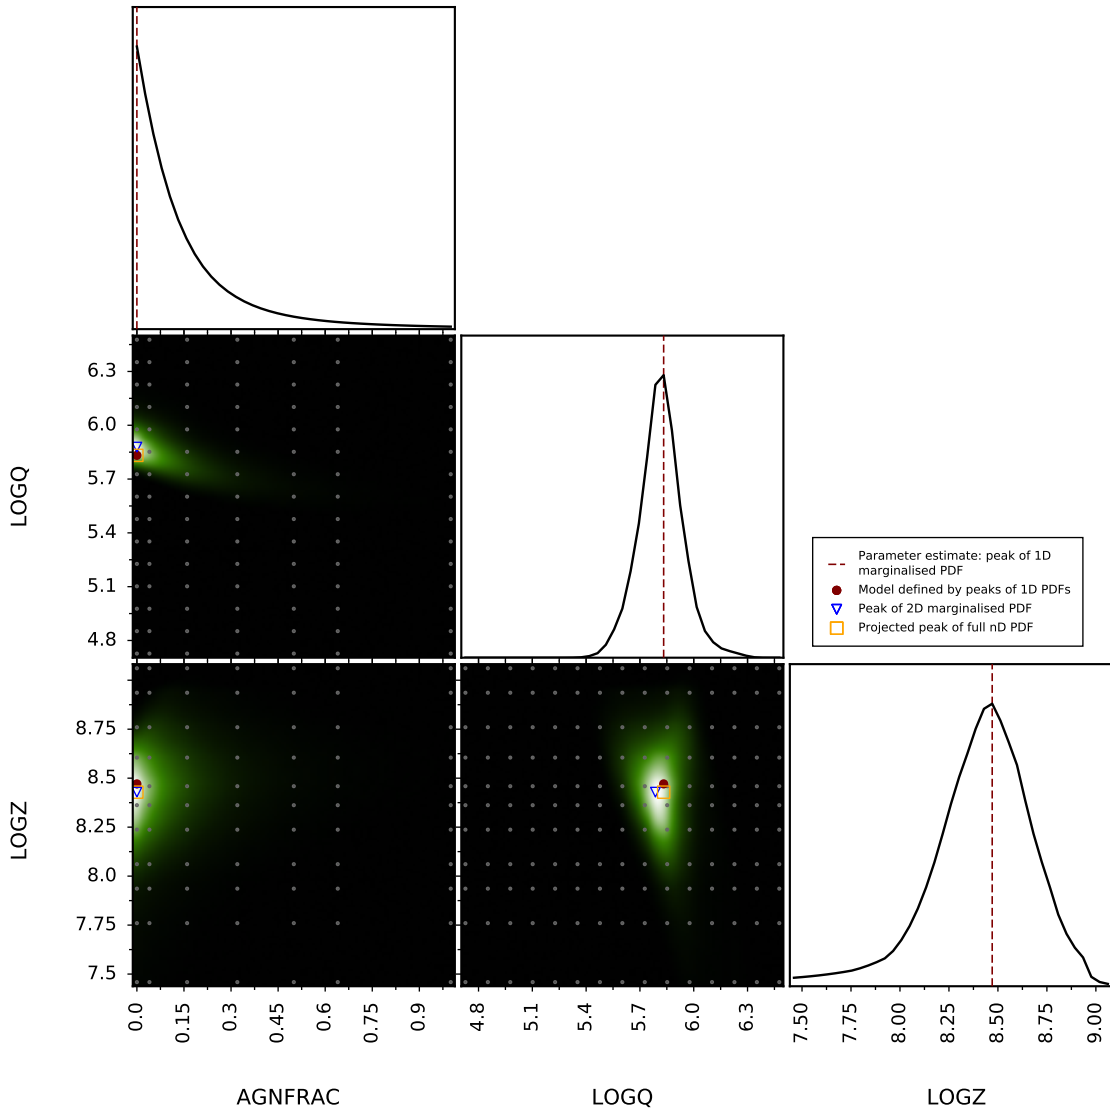 6.3
6.0
5.7
5.4
5.1
4.8
LOGQ
Parameter estimate: peak of 1D
marginalised PDF
Model defined by peaks of 1D PDFs
Peak of 2D marginalised PDF
Projected peak of full nD PDF
8.75
8.5
8.25
8.0
7.75
7.5
LOGZ
0.0 0.15 0.3 0.45 0.6 0.75 0.9
4.8 5.1 5.4 5.7 6.0 6.3
7.50 7.75 8.00 8.25 8.50 8.75 9.00
AGNFRAC
LOGQ
LOGZ